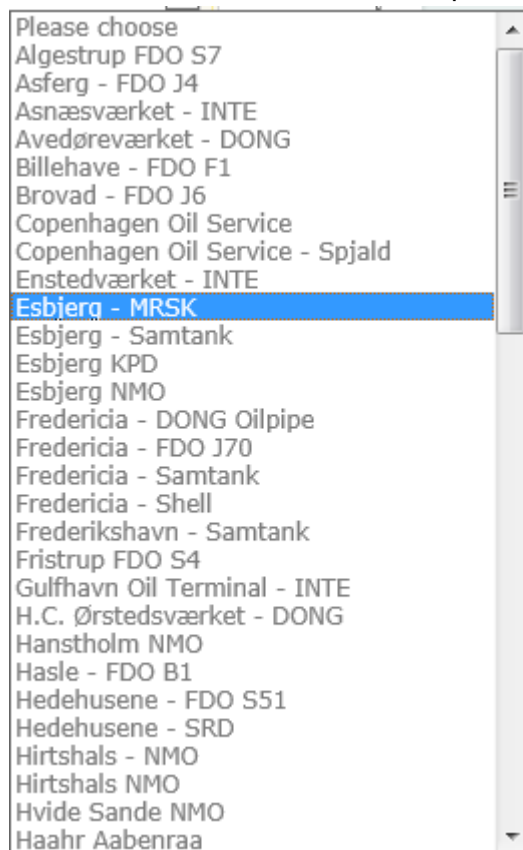 Please choose
Algestrup FDO S7
Asferg - FDO J4
Asnæsværket - INTE
Avedøreværket - DONG
Billehave - FDO F1
Brovad - FDO J6
Copenhagen Oil Service
Copenhagen Oil Service - Spjald
Enstedværket - INTE
Esbjerg - MRSK
Esbjerg - Samtank
Esbjerg KPD
Esbjerg NMO
Fredericia - DONG Oilpipe
Fredericia - FDO J70
Fredericia - Samtank
Fredericia - Shell
Frederikshavn - Samtank
Fristrup FDO S4
Gulfhavn Oil Terminal - INTE
H.C. Ørstedsværket - DONG
Hanstholm NMO
Hasle - FDO B1
Hedehusene - FDO S51
Hedehusene - SRD
Hirtshals - NMO
Hirtshals NMO
Hvide Sande NMO
Haahr Aabenraa